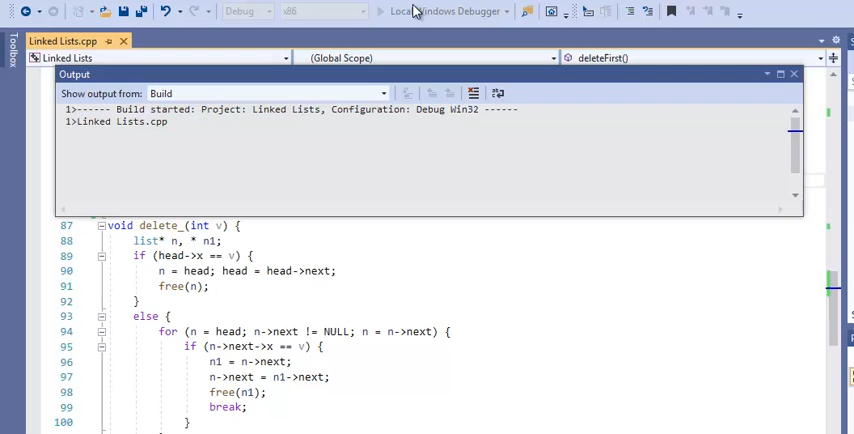 Debug x86 Local Windows Debugger
Toolbox
Linked Lists.cpp
Linked Lists (Global Scope) deleteFirst()
Output
Show output from: Build
1>------ Build started: Project: Linked Lists, Configuration: Debug Win32 ------
1>Linked Lists.cpp
87 void delete_(int v) {
88 list* n, * n1;
89 if (head->x == v) {
90 n = head; head = head->next;
91 free(n);
92 }
93 else {
94 for (n = head; n->next != NULL; n = n->next) {
95 if (n->next->x == v) {
96 n1 = n->next;
97 n->next = n1->next;
98 free(n1);
99 break;
100 }